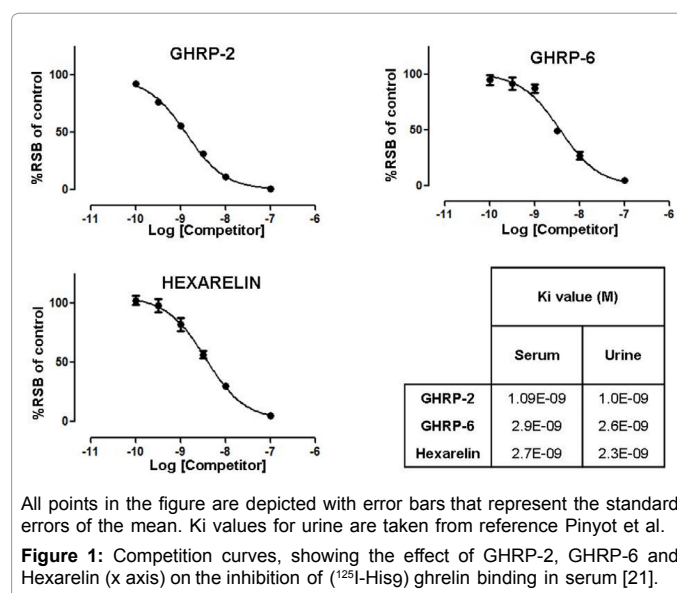 GHRP-2
100
50
0
%RSB of control
-11 -10 -9 -8 -7 -6
Log [Competitor]
GHRP-6
100
50
0
%RSB of control
-11 -10 -9 -8 -7 -6
Log [Competitor]
HEXARELIN
100
50
0
%RSB of control
-11 -10 -9 -8 -7 -6
Log [Competitor]
Ki value (M)
Serum Urine
GHRP-2 1.09E-09 1.0E-09
GHRP-6 2.9E-09 2.6E-09
Hexarelin 2.7E-09 2.3E-09
All points in the figure are depicted with error bars that represent the standard
errors of the mean. Ki values for urine are taken from reference Pinyot et al.
Figure 1: Competition curves, showing the effect of GHRP-2, GHRP-6 and
Hexarelin (x axis) on the inhibition of (¹²⁵I-His9) ghrelin binding in serum [21].